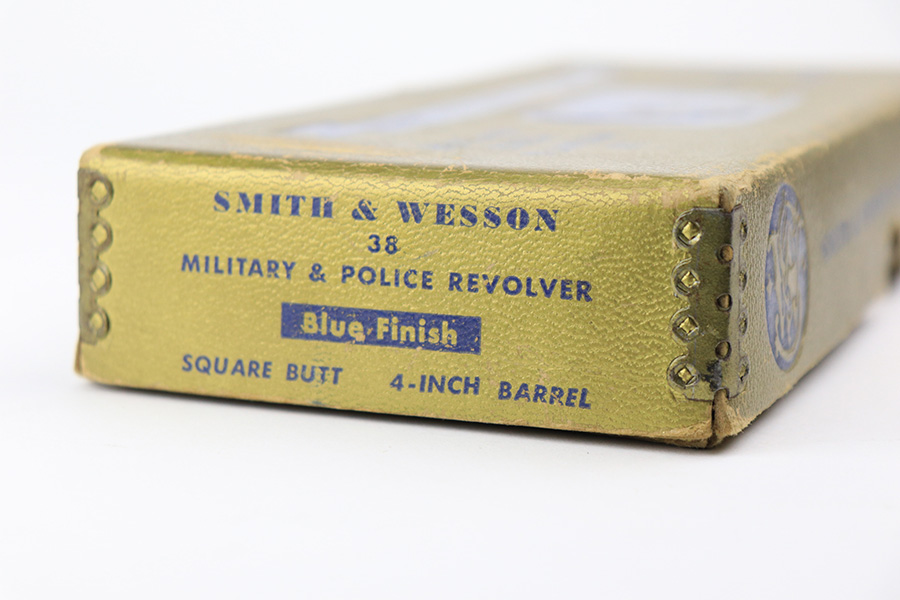 SMITH & WESSON
38
MILITARY & POLICE REVOLVER
Blue Finish
SQUARE BUTT 4-INCH BARREL